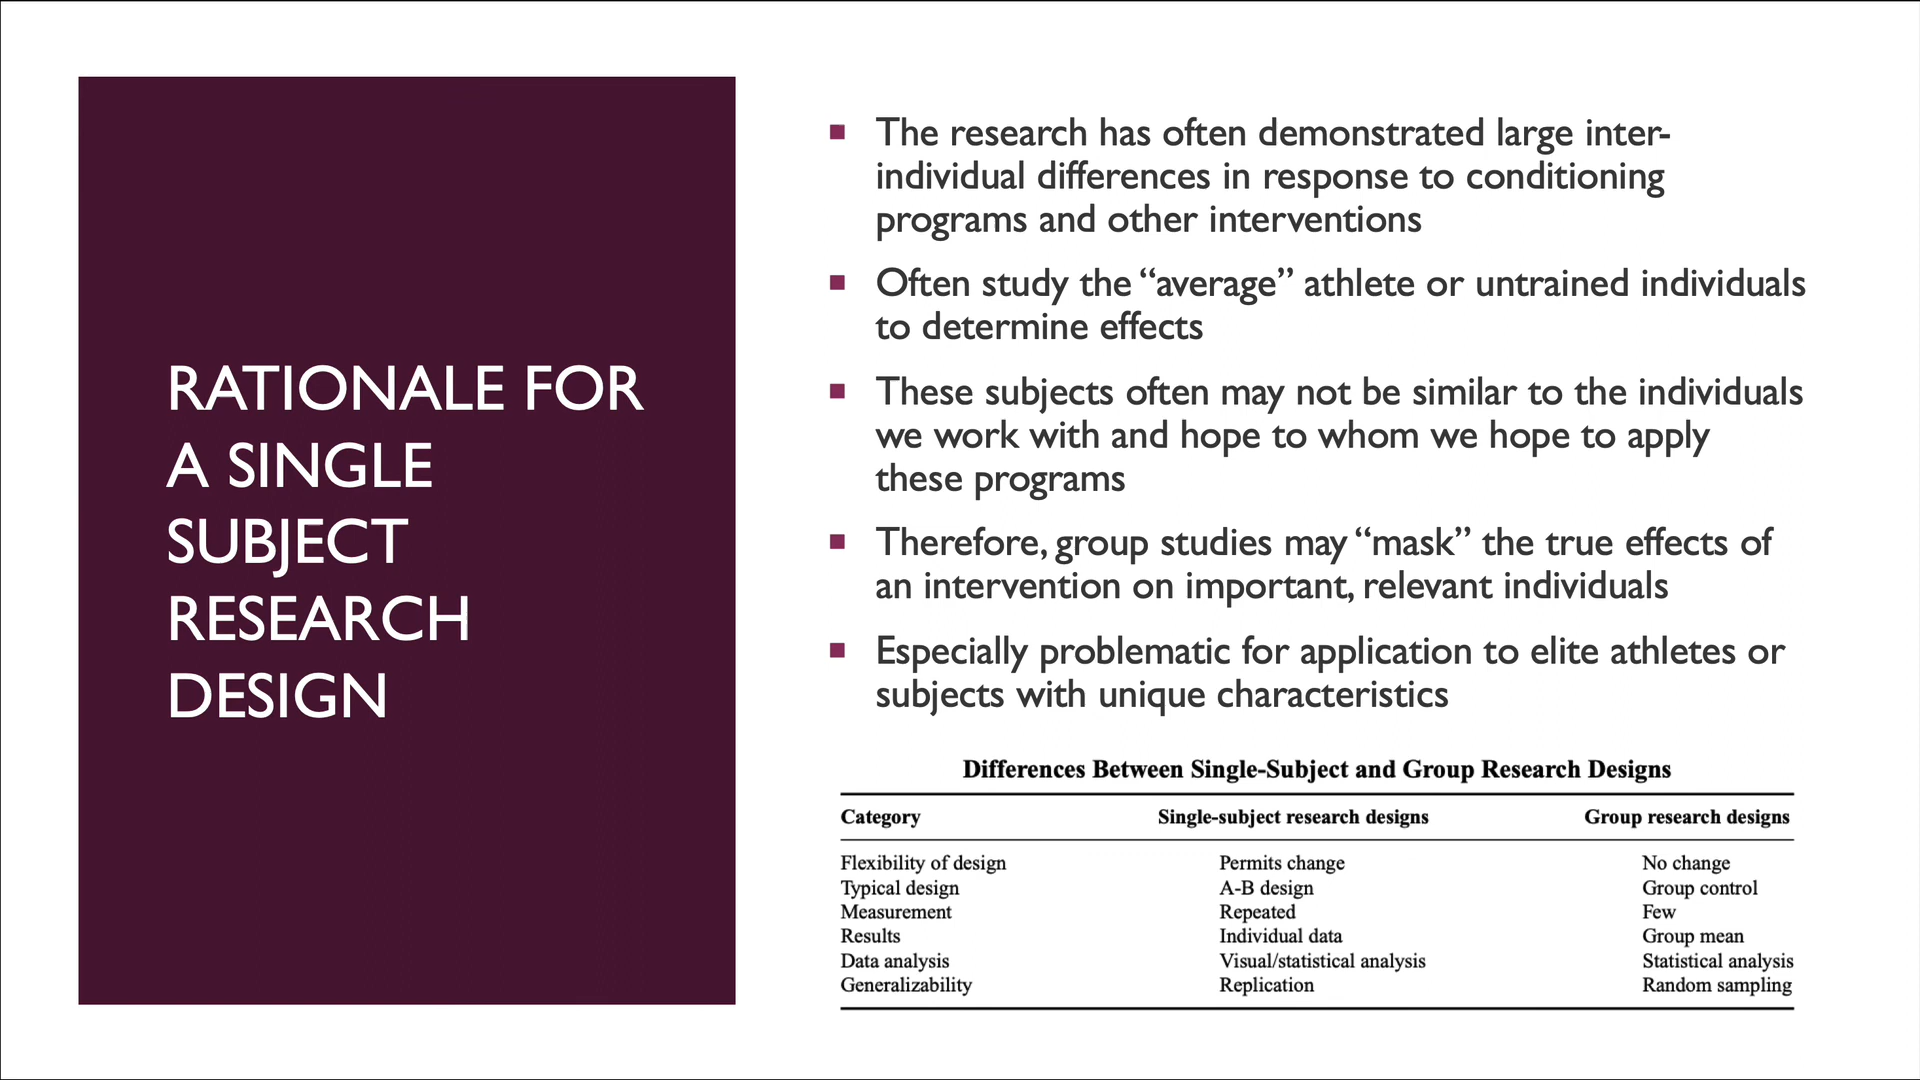 RATIONALE FOR
A SINGLE
SUBJECT
RESEARCH
DESIGN
The research has often demonstrated large inter-
individual differences in response to conditioning
programs and other interventions
Often study the “average” athlete or untrained individuals
to determine effects
These subjects often may not be similar to the individuals
we work with and hope to whom we hope to apply
these programs
Therefore, group studies may “mask” the true effects of
an intervention on important, relevant individuals
Especially problematic for application to elite athletes or
subjects with unique characteristics
Differences Between Single-Subject and Group Research Designs
Category Single-subject research designs Group research designs
Flexibility of design Permits change No change
Typical design A-B design Group control
Measurement Repeated Few
Results Individual data Group mean
Data analysis Visual/statistical analysis Statistical analysis
Generalizability Replication Random sampling